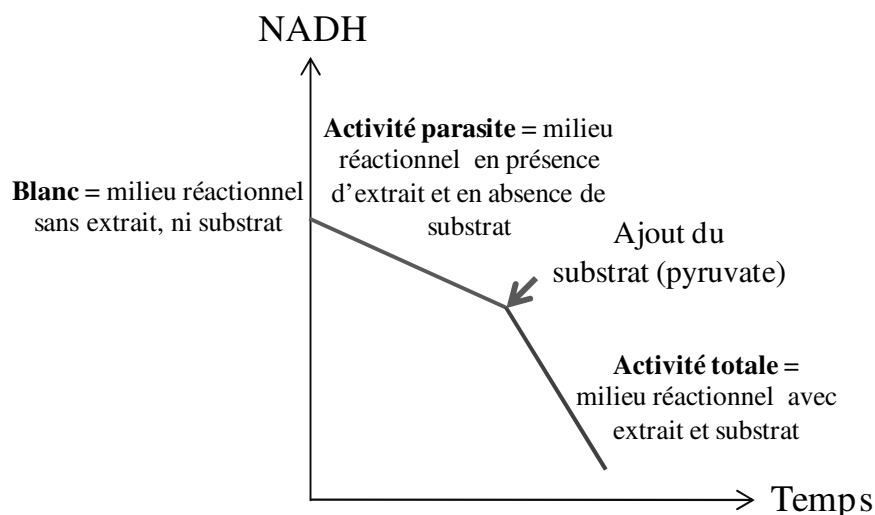 NADH
Activité parasite = milieu
réactionnel en présence
d'extrait et en absence de
substrat
Blanc = milieu réactionnel
sans extrait, ni substrat
Ajout du
substrat (pyruvate)
Activité totale =
milieu réactionnel avec
extrait et substrat
Temps